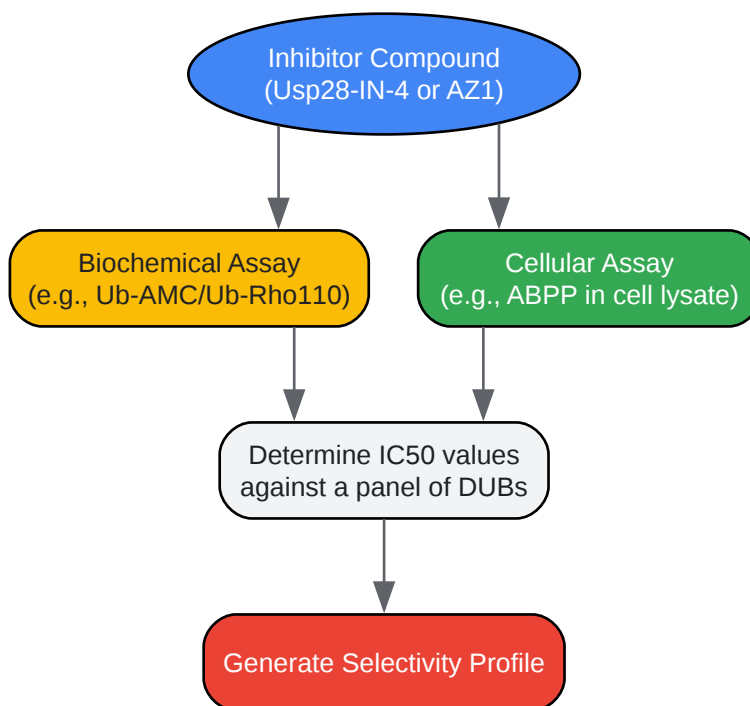 Inhibitor Compound
(Usp28-IN-4 or AZ1)
Biochemical Assay
(e.g., Ub-AMC/Ub-Rho110)
Cellular Assay
(e.g., ABPP in cell lysate)
Determine IC50 values
against a panel of DUBs
Generate Selectivity Profile